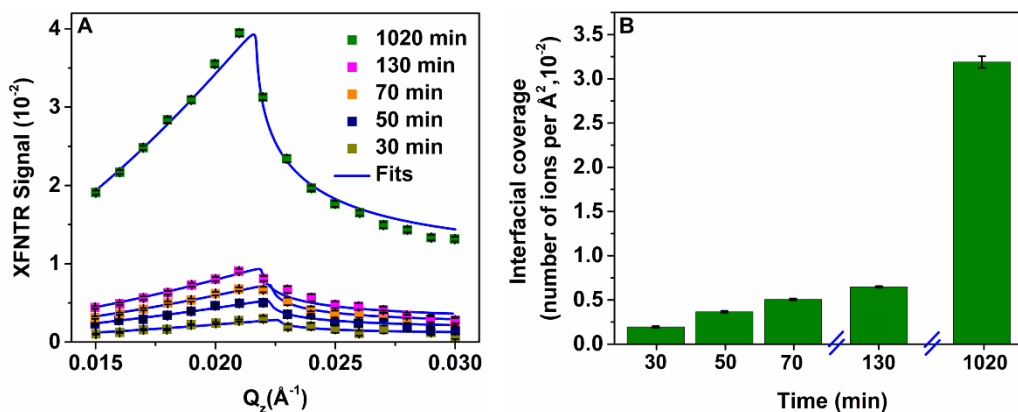 A
XFNTR Signal (10⁻²)
4
3
2
1
0
0.015
0.020
0.025
0.030
Q_z(Å⁻¹)
1020 min
130 min
70 min
50 min
30 min
Fits
B
Interfacial coverage
(number of ions per Å²,10⁻²)
3.5
3.0
2.5
2.0
1.5
1.0
0.5
0.0
30
50
70
130
1020
Time (min)